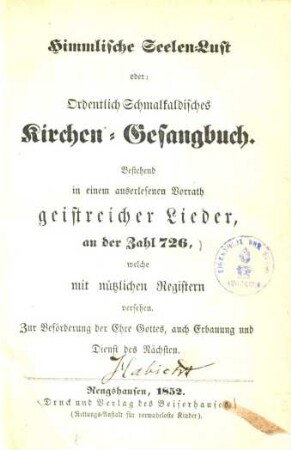 Himmlische Seelen-Lust
oder:
Ordentlich Schmalkaldisches
Kirchen-Gesangbuch.
Bestehend
in einem auserlesenen Vorrath
geistreicher Lieder,
an der Zahl 726,
welche
mit nützlichen Registern
versehen.
Zur Beförderung der Ehre Gottes, auch Erbauung und
Dienst des Nächsten.
Habicht
Rengshausen, 1852.
Druck und Verlag des Beiserhauses.
(Rettungs-Anstalt für verwahrloste Kinder).